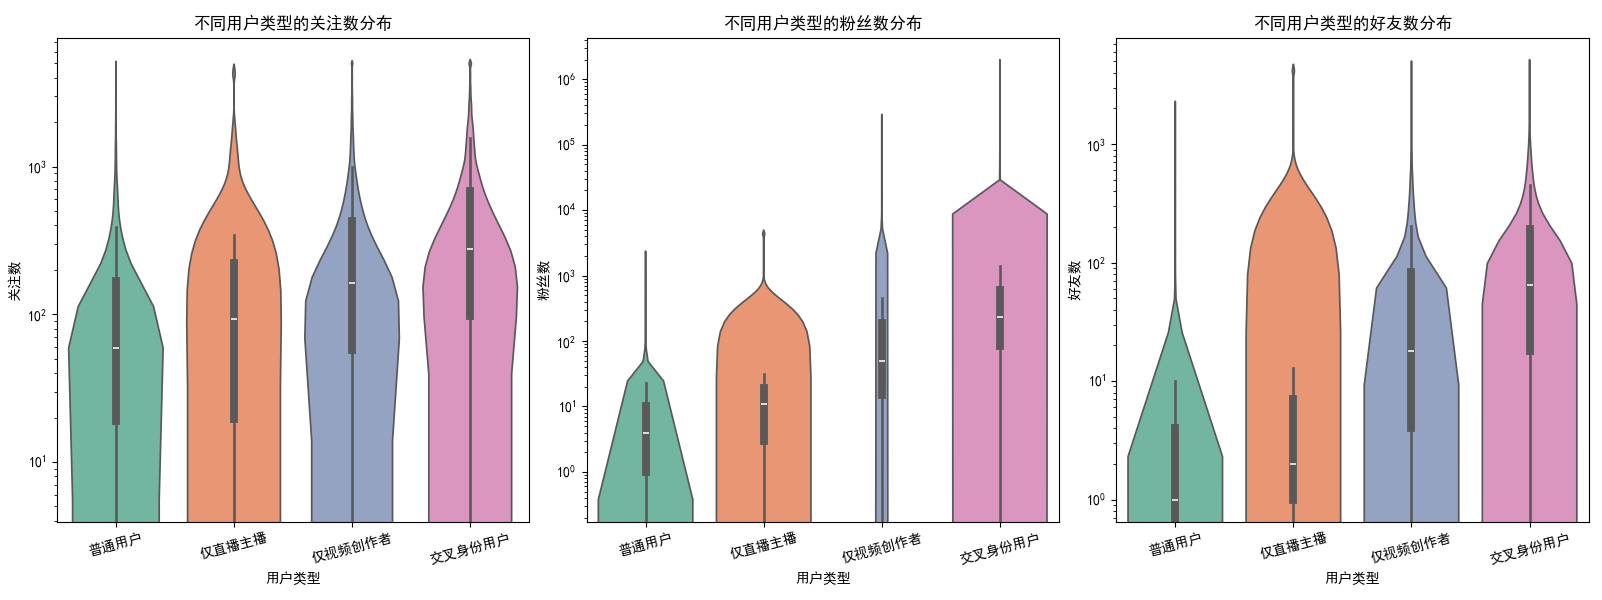 不同用户类型的关注数分布
关注数
10³
10²
10¹
普通用户
仅直播主播
仅视频创作者
交叉身份用户
用户类型
不同用户类型的粉丝数分布
粉丝数
10⁶
10⁵
10⁴
10³
10²
10¹
10⁰
普通用户
仅直播主播
仅视频创作者
交叉身份用户
用户类型
不同用户类型的好友数分布
好友数
10³
10²
10¹
10⁰
普通用户
仅直播主播
仅视频创作者
交叉身份用户
用户类型